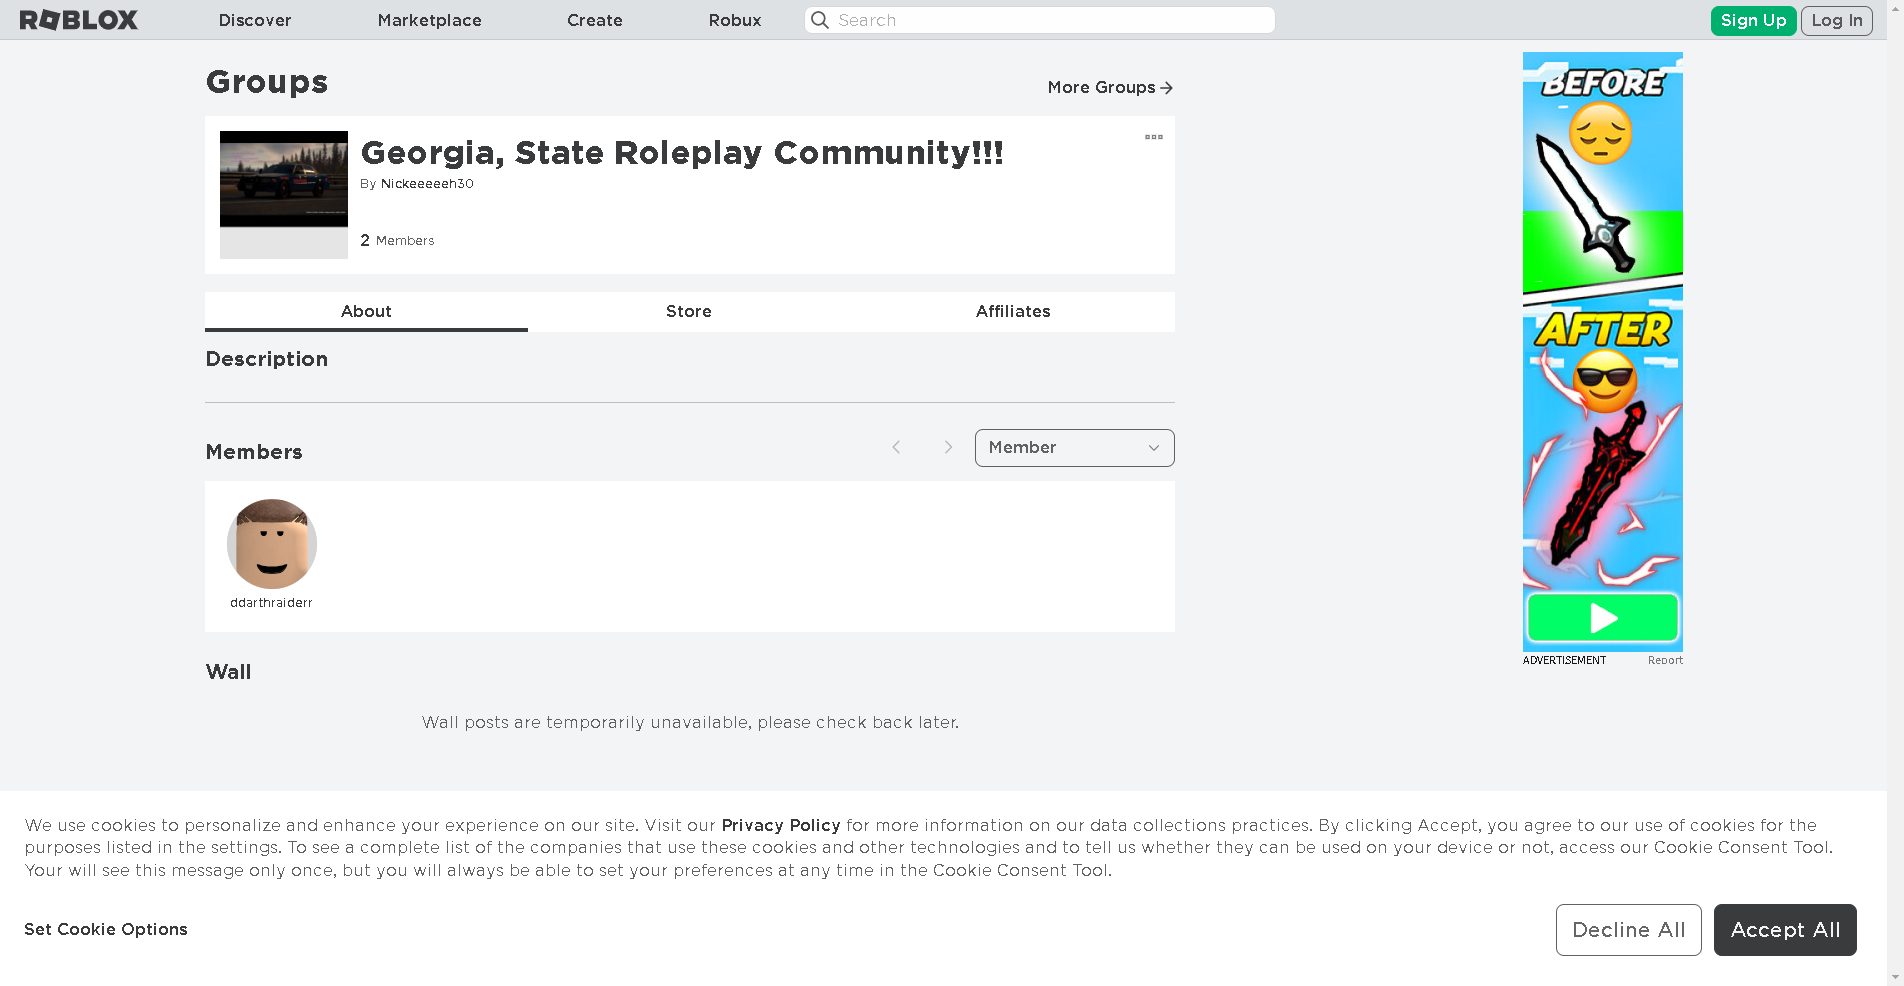 ROBLOX
Discover
Marketplace
Create
Robux
Search
Sign Up
Log In
Groups
More Groups
Georgia, State Roleplay Community!!!
By Nickeeeeeh30
2 Members
About
Store
Affiliates
Description
Members
Member
ddarthraiderr
Wall
Wall posts are temporarily unavailable, please check back later.
BEFORE
AFTER
ADVERTISEMENT
Report
We use cookies to personalize and enhance your experience on our site. Visit our Privacy Policy for more information on our data collections practices. By clicking Accept, you agree to our use of cookies for the
purposes listed in the settings. To see a complete list of the companies that use these cookies and other technologies and to tell us whether they can be used on your device or not, access our Cookie Consent Tool.
Your will see this message only once, but you will always be able to set your preferences at any time in the Cookie Consent Tool.
Set Cookie Options
Decline All
Accept All